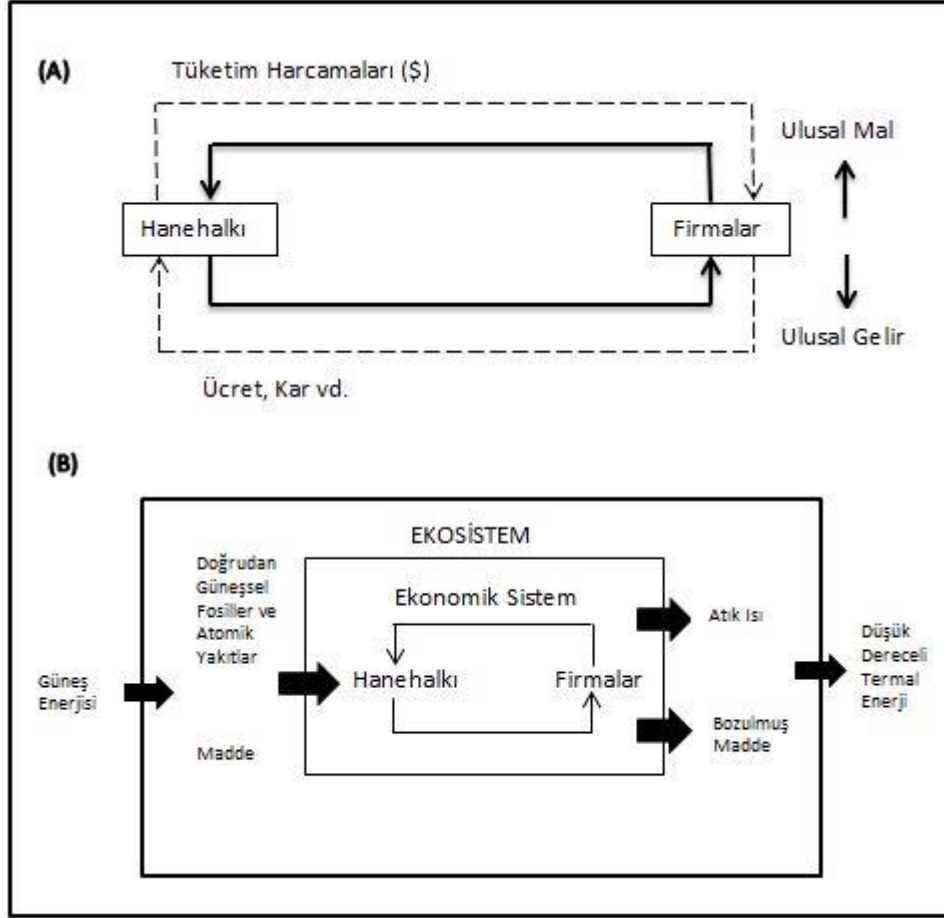 (A)
Tüketim Harcamaları ($)
Ulusal Mal
Hanehalkı
Firmalar
Ulusal Gelir
Ücret, Kar vd.
(B)
EKOSİSTEM
Doğrudan
Güneşsel
Fosiller ve
Atomik
Yakıtlar
Ekonomik Sistem
Atık Isı
Güneş
Enerjisi
Hanehalkı
Firmalar
Düşük
Dereceli
Termal
Enerji
Madde
Bozulmuş
Madde